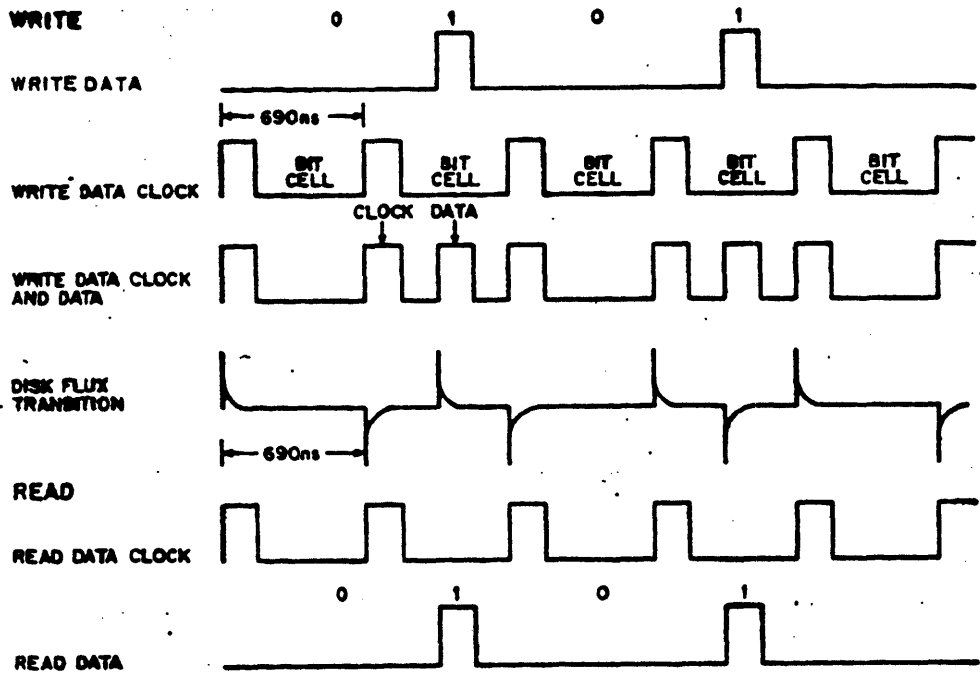 WRITE 0 1 0 1
WRITE DATA
690ns
WRITE DATA CLOCK
BIT CELL
BIT CELL
BIT CELL
BIT CELL
BIT CELL
CLOCK DATA
WRITE DATA CLOCK
AND DATA
DISK FLUX
TRANSITION
690ns
READ
READ DATA CLOCK
0 1 0 1
READ DATA